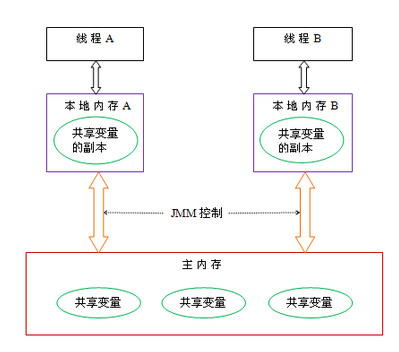 线程 A
线程 B
本地内存 A
本地内存 B
共享变量
的副本
共享变量
的副本
JMM 控制
主内存
共享变量
共享变量
共享变量